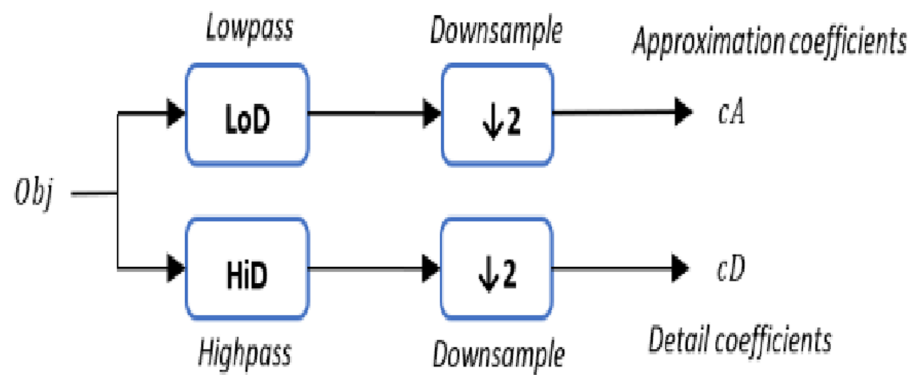 Lowpass
Downsample
Approximation coefficients
LoD
↓2
cA
Obj
HiD
↓2
cD
Highpass
Downsample
Detail coefficients